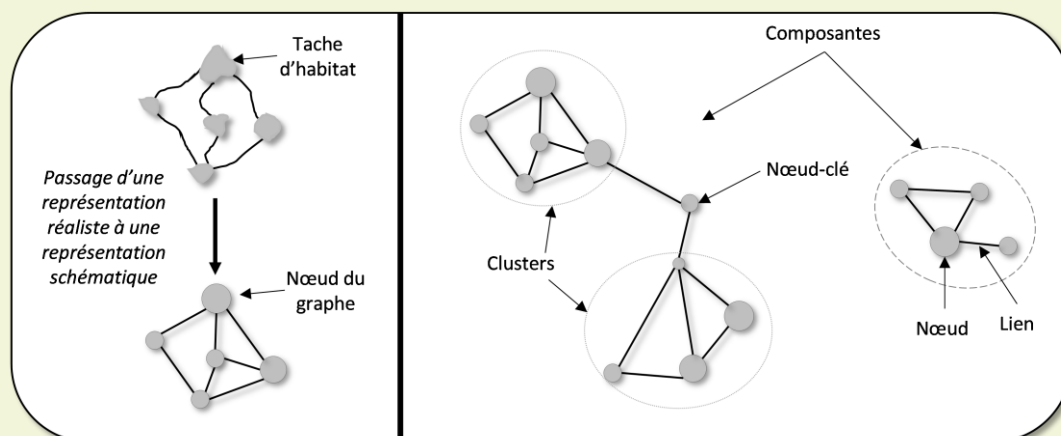 Tache
d'habitat
Passage d'une
représentation
réaliste à une
représentation
schématique
Nœud du
graphe
Composantes
Nœud-clé
Clusters
Nœud
Lien